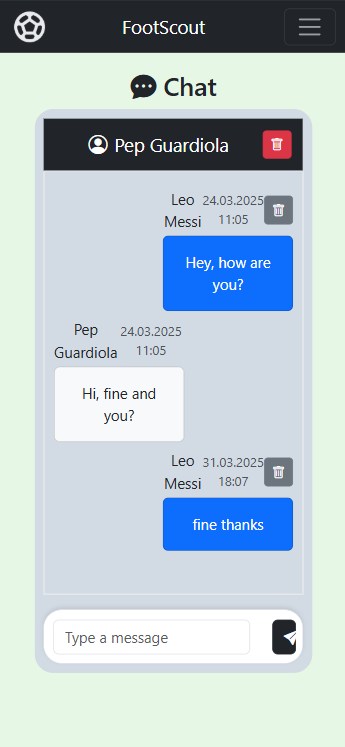 FootScout
Chat
Pep Guardiola
Leo 24.03.2025
Messi 11:05
Hey, how are
you?
Pep 24.03.2025
Guardiola 11:05
Hi, fine and
you?
Leo 31.03.2025
Messi 18:07
fine thanks
Type a message